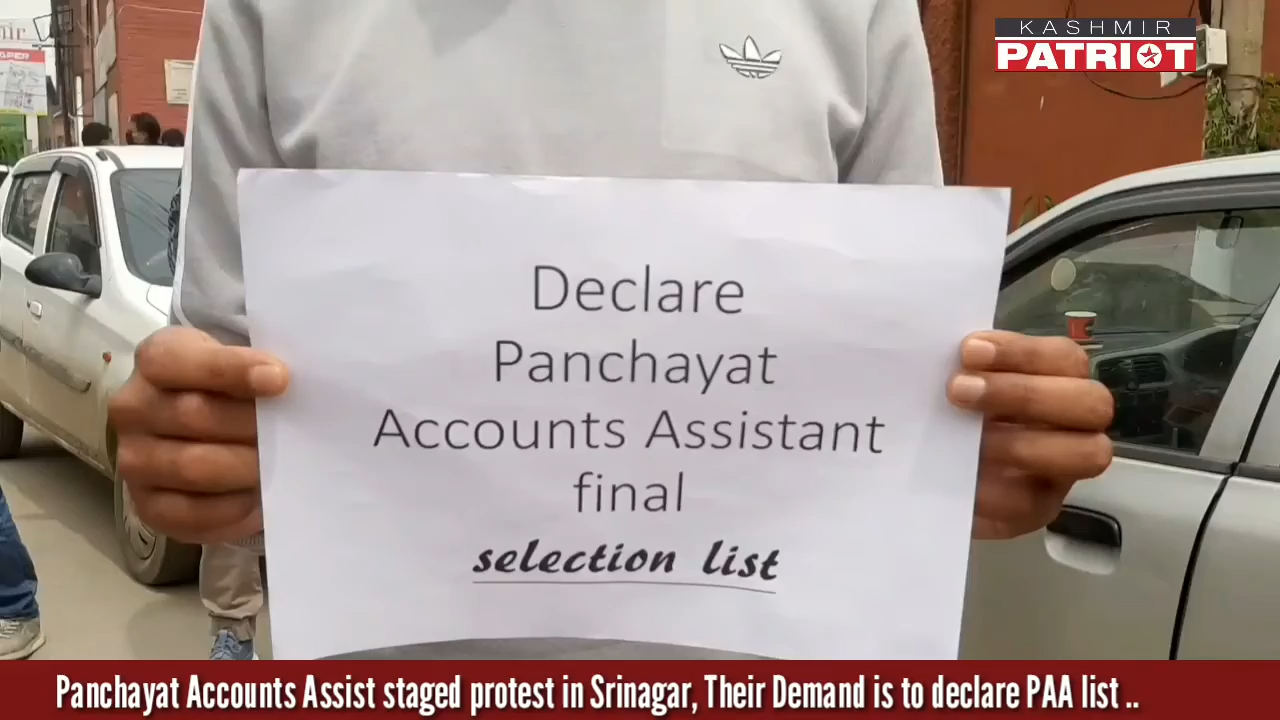 KASHMIR
PATRIOT
Declare
Panchayat
Accounts Assistant
final
selection list
Panchayat Accounts Assist staged protest in Srinagar, Their Demand is to declare PAA list ..